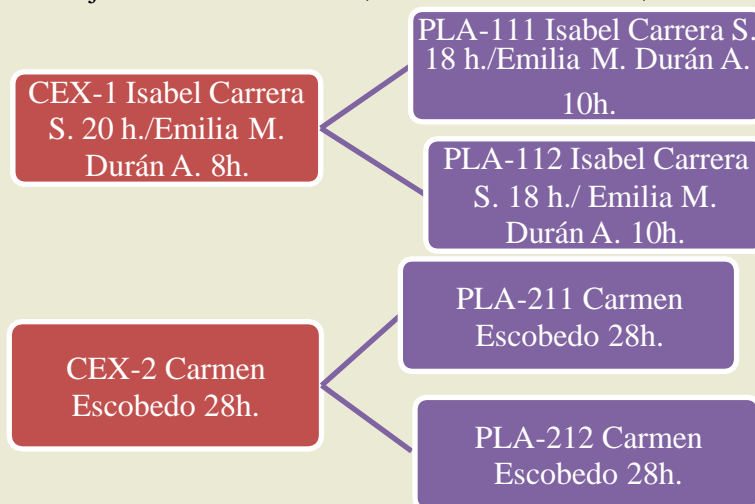 CEX-1 Isabel Carrera
S. 20 h./Emilia M.
Durán A. 8h.
PLA-111 Isabel Carrera S.
18 h./Emilia M. Durán A.
10h.
PLA-112 Isabel Carrera
S. 18 h./ Emilia M.
Durán A. 10h.
CEX-2 Carmen
Escobedo 28h.
PLA-211 Carmen
Escobedo 28h.
PLA-212 Carmen
Escobedo 28h.